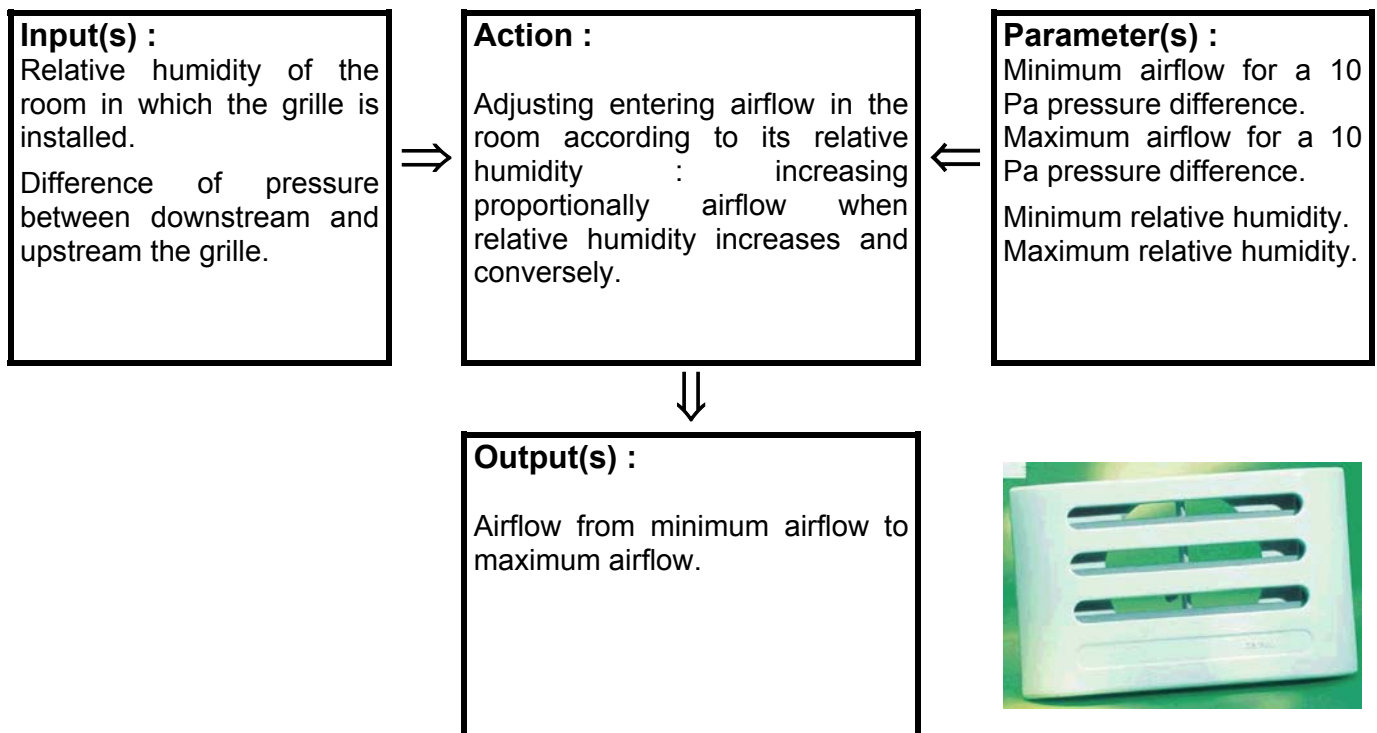 Input(s) :
Relative humidity of the
room in which the grille is
installed.
Difference of pressure
between downstream and
upstream the grille.
Action :
Adjusting entering airflow in the
room according to its relative
humidity : increasing
proportionally airflow when
relative humidity increases and
conversely.
Parameter(s) :
Minimum airflow for a 10
Pa pressure difference.
Maximum airflow for a 10
Pa pressure difference.
Minimum relative humidity.
Maximum relative humidity.
Output(s) :
Airflow from minimum airflow to
maximum airflow.